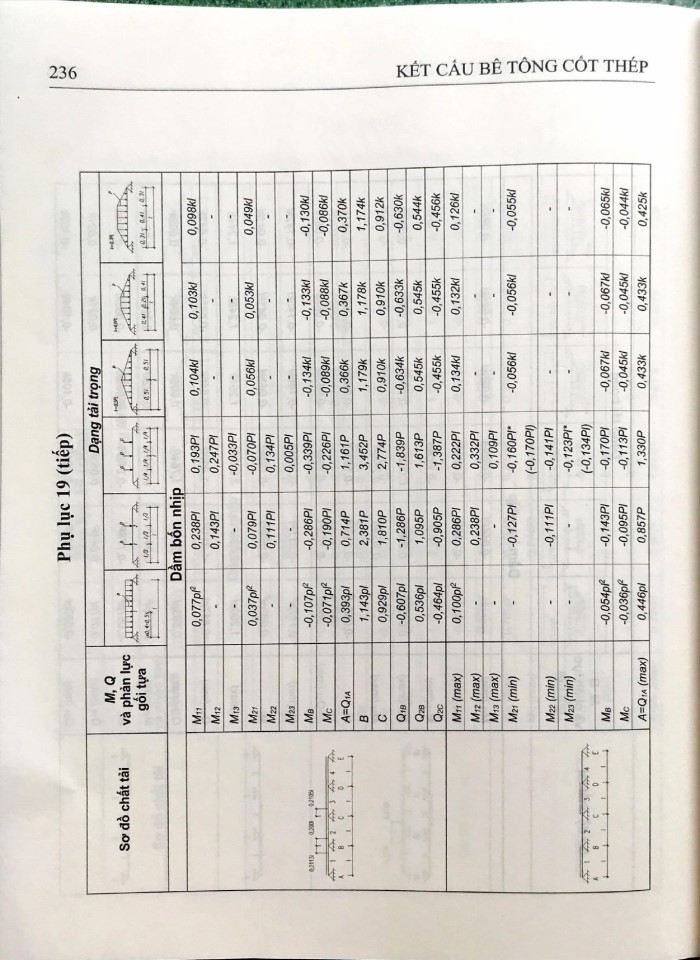 236
KẾT CẤU BÊ TÔNG CỐT THÉP
Phụ lục 19 (tiếp)
Sơ đồ chất tải | M, Q và phản lực gối tựa | Dạng tải trọng
Dầm bốn nhịp
M11 0,077pl² 0,238Pl 0,193Pl 0,104kl 0,103kl 0,098kl
M12 - 0,143Pl 0,247Pl - - -
M13 - - -0,033Pl - - -
M21 0,037pl² 0,079Pl -0,070Pl 0,056kl 0,053kl 0,049kl
M22 - 0,111Pl 0,134Pl - - -
M23 - - 0,005Pl - - -
MB -0,107pl² -0,286Pl -0,339Pl -0,134kl -0,133kl -0,130kl
MC -0,071pl² -0,190Pl -0,226Pl -0,089kl -0,088kl -0,086kl
A=Q1A 0,393pl 0,714P 1,161P 0,366k 0,367k 0,370k
B 1,143pl 2,381P 3,452P 1,179k 1,178k 1,174k
C 0,929pl 1,810P 2,774P 0,910k 0,910k 0,912k
Q1B -0,607pl -1,286P -1,839P -0,634k -0,633k -0,630k
Q2B 0,536pl 1,095P 1,613P 0,545k 0,545k 0,544k
Q2C -0,464pl -0,905P -1,387P -0,455k -0,455k -0,456k
M11 (max) 0,100pl² 0,286Pl 0,222Pl 0,134kl 0,132kl 0,126kl
M12 (max) - 0,238Pl 0,332Pl - - -
M13 (max) - - 0,109Pl - - -
M21 (min) - -0,127Pl -0,160Pl* -0,056kl -0,056kl -0,055kl
(-0,170Pl)
M22 (min) - -0,111Pl -0,141Pl - - -
M23 (min) - - -0,123Pl* - - -
(-0,134Pl)
MB -0,054pl² -0,143Pl -0,170Pl -0,067kl -0,067kl -0,065kl
MC -0,036pl² -0,095Pl -0,113Pl -0,045kl -0,045kl -0,044kl
A=Q1A (max) 0,446pl 0,857P 1,330P 0,433k 0,433k 0,425k
A 1 B 2 C 3 D 4 E
A 1 B 2 C 3 D 4 E